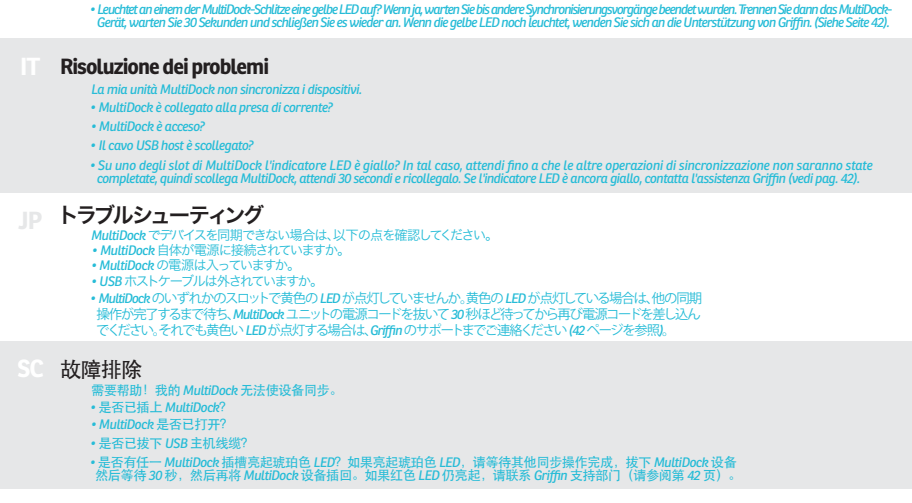 • Leuchtet an einem der MultiDock-Schlitze eine gelbe LED auf? Wenn ja, warten Sie bis andere Synchronisierungsvorgänge beendet wurden. Trennen Sie dann das MultiDock-
Gerät, warten Sie 30 Sekunden und schließen Sie es wieder an. Wenn die gelbe LED noch leuchtet, wenden Sie sich an die Unterstützung von Griffin. (Siehe Seite 42).
IT Risoluzione dei problemi
La mia unità MultiDock non sincronizza i dispositivi.
• MultiDock è collegato alla presa di corrente?
• MultiDock è acceso?
• Il cavo USB host è scollegato?
• Su uno degli slot di MultiDock l'indicatore LED è giallo? In tal caso, attendi fino a che le altre operazioni di sincronizzazione non saranno state
completate, quindi scollega MultiDock, attendi 30 secondi e ricollegalo. Se l'indicatore LED è ancora giallo, contatta l'assistenza Griffin (vedi pag. 42).
JP トラブルシューティング
MultiDock でデバイスを同期できない場合は、以下の点を確認してください。
• MultiDock 自体が電源に接続されていますか。
• MultiDock の電源は入っていますか。
• USB ホストケーブルは外されていますか。
• MultiDock のいずれかのスロットで黄色の LED が点灯していませんか。黄色の LED が点灯している場合は、他の同期
操作が完了するまで待ち、MultiDock ユニットの電源コードを抜いて 30 秒ほど待ってから再び電源コードを差し込ん
でください。それでも黄色い LED が点灯する場合は、Griffin のサポートまでご連絡ください (42 ページを参照)。
SC 故障排除
需要帮助！我的 MultiDock 无法使设备同步。
• 是否已插上 MultiDock?
• MultiDock 是否已打开?
• 是否已拔下 USB 主机线缆?
• 是否有任一 MultiDock 插槽亮起琥珀色 LED? 如果亮起琥珀色 LED，请等待其他同步操作完成，拔下 MultiDock 设备
然后等待 30 秒，然后再将 MultiDock 设备插回。如果红色 LED 仍亮起，请联系 Griffin 支持部门（请参阅第 42 页）。